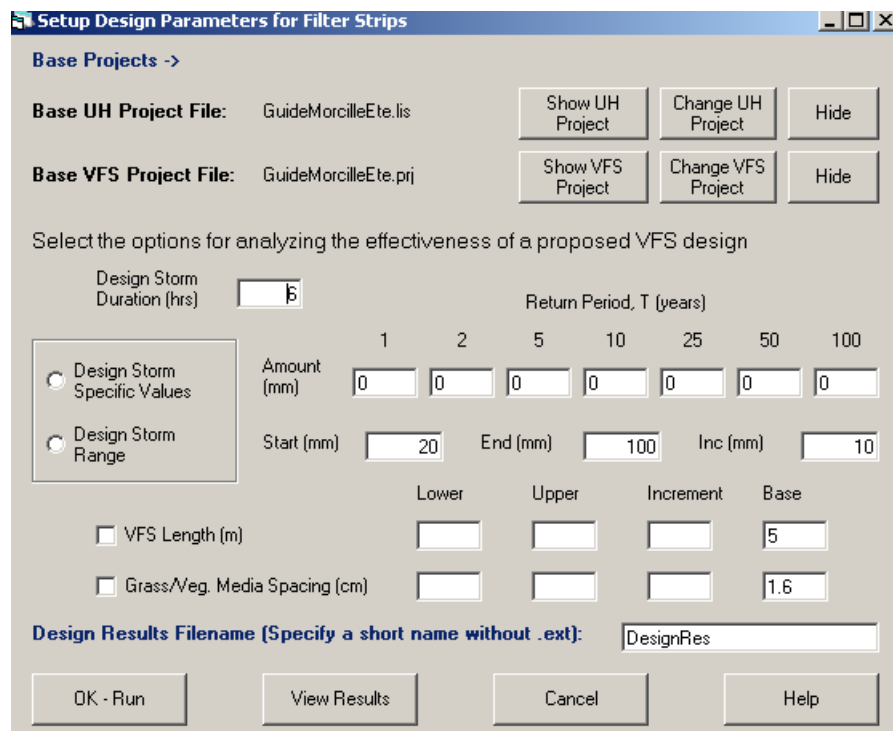 Setup Design Parameters for Filter Strips
Base Projects ->
Base UH Project File: GuideMorcilleEte.lis Show UH Project Change UH Project Hide
Base VFS Project File: GuideMorcilleEte.prj Show VFS Project Change VFS Project Hide
Select the options for analyzing the effectiveness of a proposed VFS design
Design Storm Duration (hrs) 6
Return Period, T (years)
1 2 5 10 25 50 100
Design Storm Specific Values
Amount (mm) 0 0 0 0 0 0 0
Design Storm Range
Start (mm) 20 End (mm) 100 Inc (mm) 10
Lower Upper Increment Base
VFS Length (m) 5
Grass/Veg. Media Spacing (cm) 1.6
Design Results Filename (Specify a short name without .ext): DesignRes
OK - Run View Results Cancel Help